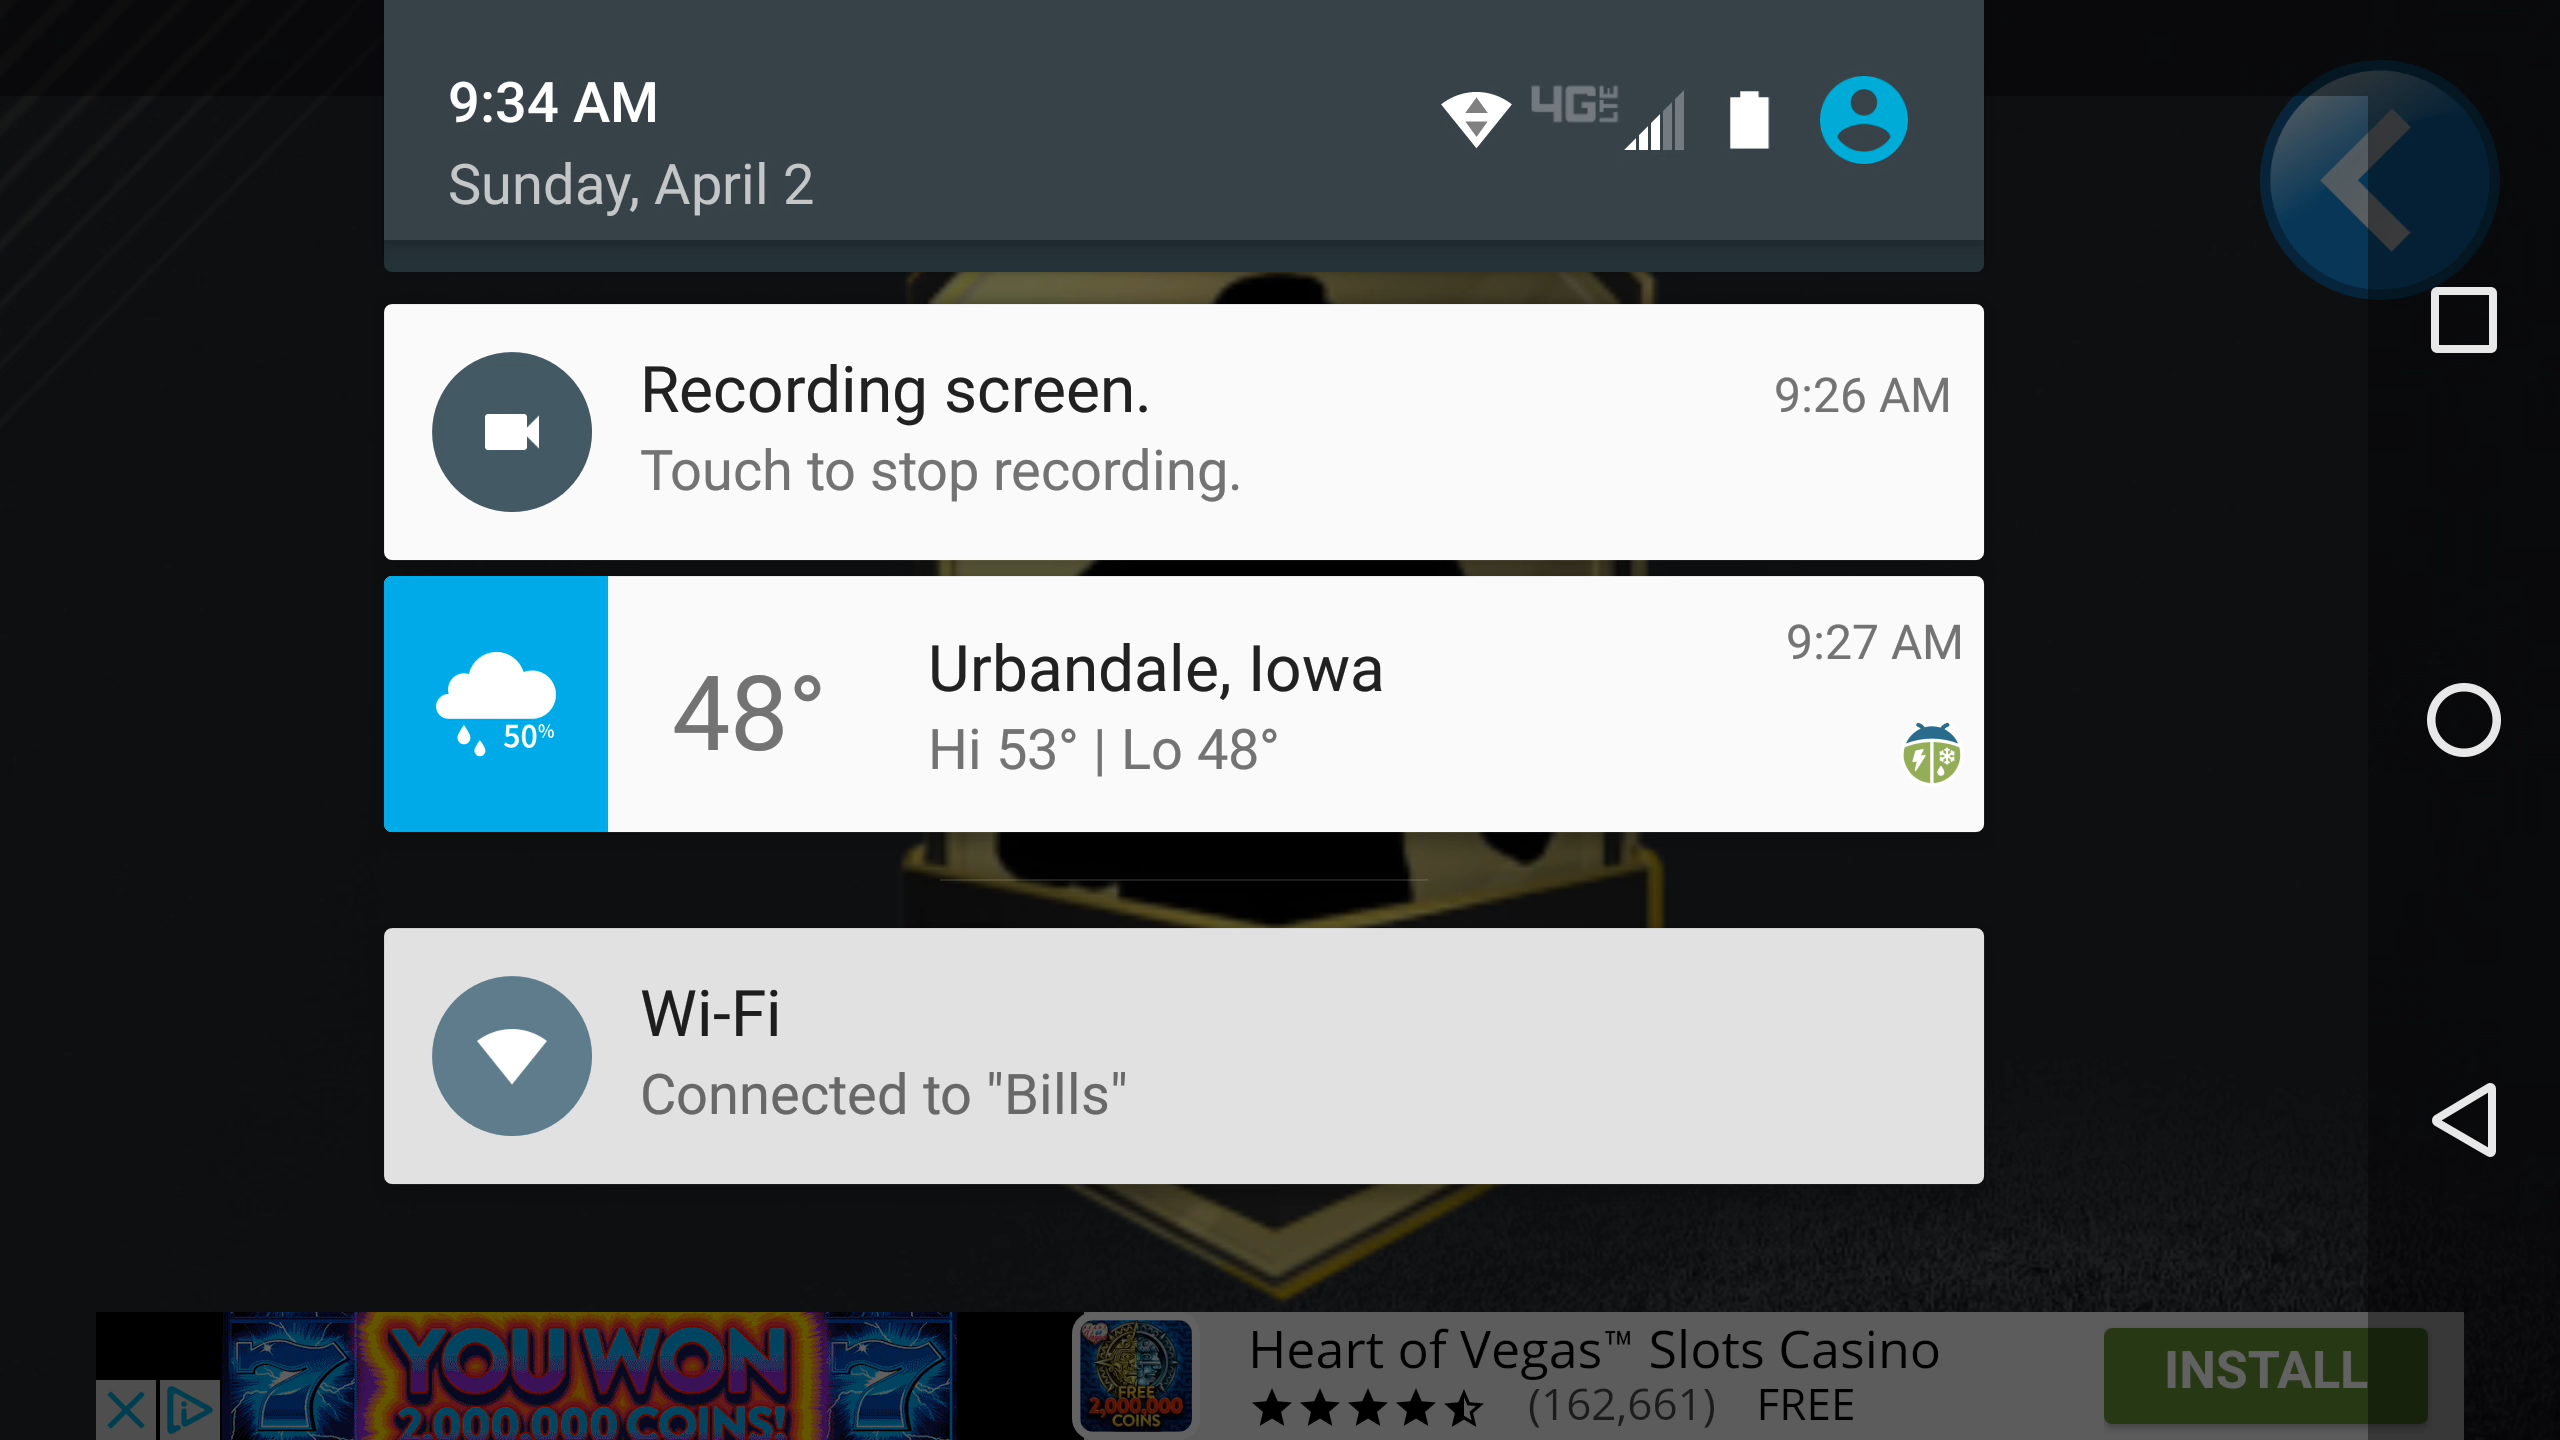 9:34 AM
4G LTE
Sunday, April 2
Recording screen.
9:26 AM
Touch to stop recording.
9:27 AM
Urbandale, Iowa
48°
50%
Hi 53° | Lo 48°
Wi-Fi
Connected to "Bills"
YOU WON
2,000,000 COINS!
FREE
2,000,000
COINS
Heart of Vegas™ Slots Casino
(162,661) FREE
INSTALL